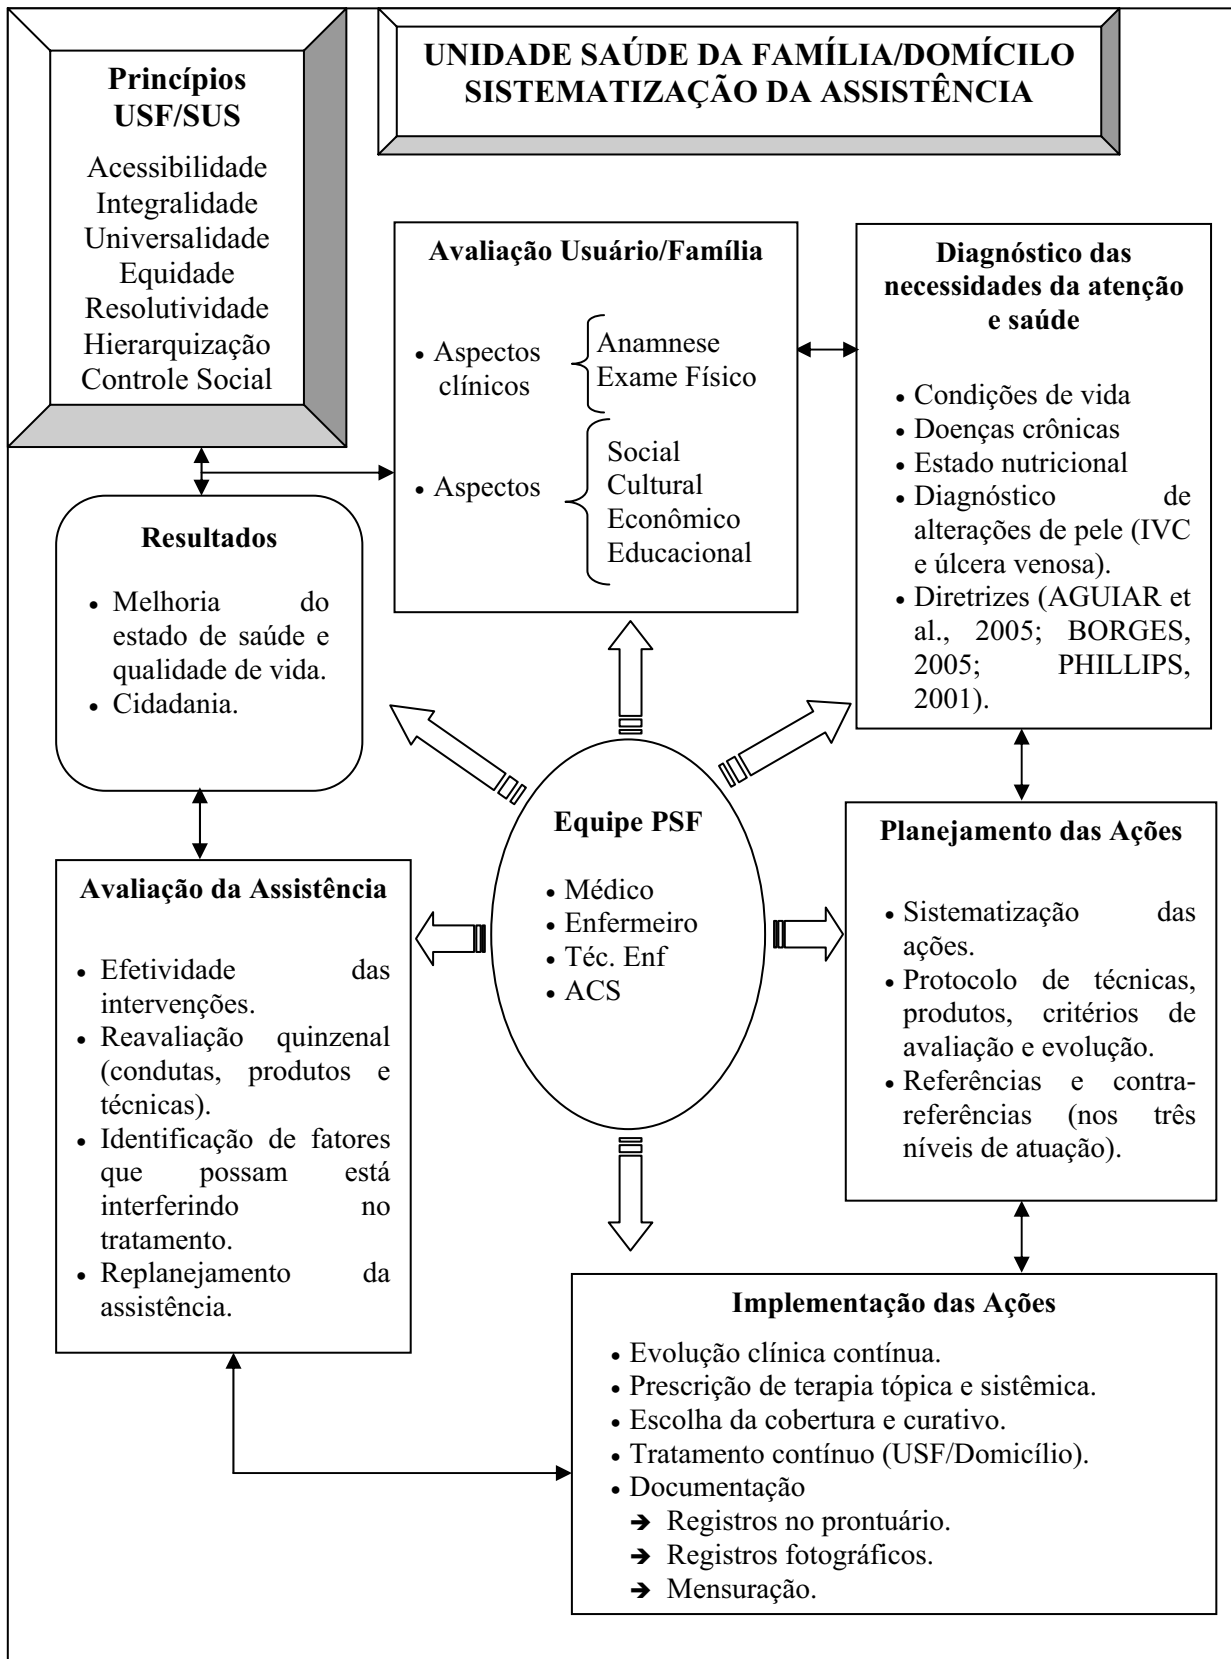 Princípios
USF/SUS
Acessibilidade
Integralidade
Universalidade
Equidade
Resolutividade
Hierarquização
Controle Social
UNIDADE SAÚDE DA FAMÍLIA/DOMÍCILO
SISTEMATIZAÇÃO DA ASSISTÊNCIA
Avaliação Usuário/Família
• Aspectos
clínicos
Anamnese
Exame Físico
• Aspectos
Social
Cultural
Econômico
Educacional
Diagnóstico das
necessidades da atenção
e saúde
• Condições de vida
• Doenças crônicas
• Estado nutricional
• Diagnóstico de
alterações de pele (IVC
e úlcera venosa).
• Diretrizes (AGUIAR et
al., 2005; BORGES,
2005; PHILLIPS,
2001).
Resultados
• Melhoria do
estado de saúde e
qualidade de vida.
• Cidadania.
Equipe PSF
• Médico
• Enfermeiro
• Téc. Enf
• ACS
Planejamento das Ações
• Sistematização das
ações.
• Protocolo de técnicas,
produtos, critérios de
avaliação e evolução.
• Referências e contra-
referências (nos três
níveis de atuação).
Avaliação da Assistência
• Efetividade das
intervenções.
• Reavaliação quinzenal
(condutas, produtos e
técnicas).
• Identificação de fatores
que possam está
interferindo no
tratamento.
• Replanejamento da
assistência.
Implementação das Ações
• Evolução clínica contínua.
• Prescrição de terapia tópica e sistêmica.
• Escolha da cobertura e curativo.
• Tratamento contínuo (USF/Domicílio).
• Documentação
➔ Registros no prontuário.
➔ Registros fotográficos.
➔ Mensuração.